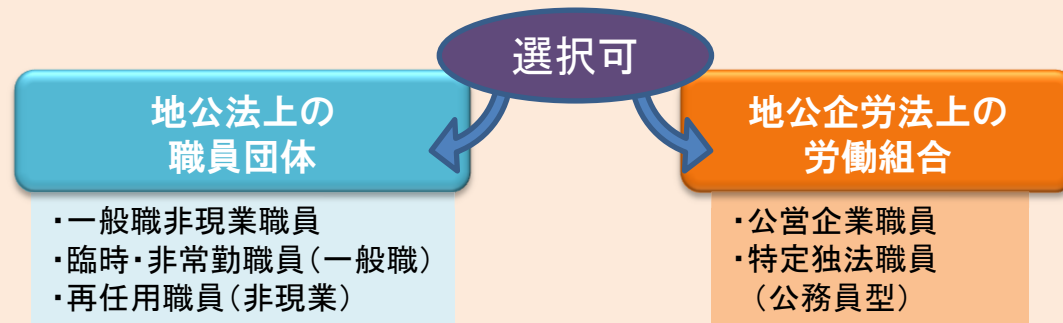 選択可
地公法上の
職員団体
・一般職非現業職員
・臨時・非常勤職員（一般職）
・再任用職員（非現業）
地公企労法上の
労働組合
・公営企業職員
・特定独法職員
（公務員型）